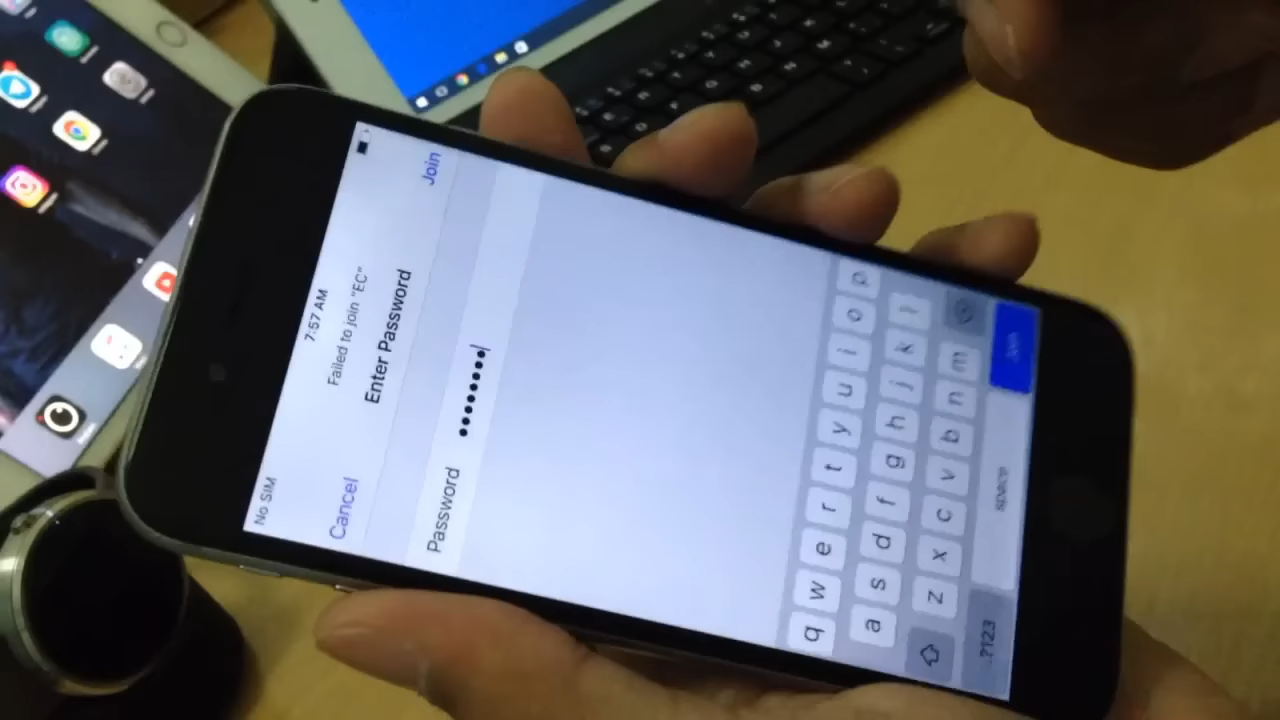 No SIM
7:57 AM
Failed to join "EC"
Cancel
Enter Password
Join
Password ••••••••
q w e r t y u i o p
a s d f g h j k l
z x c v b n m
.?123
space
Join